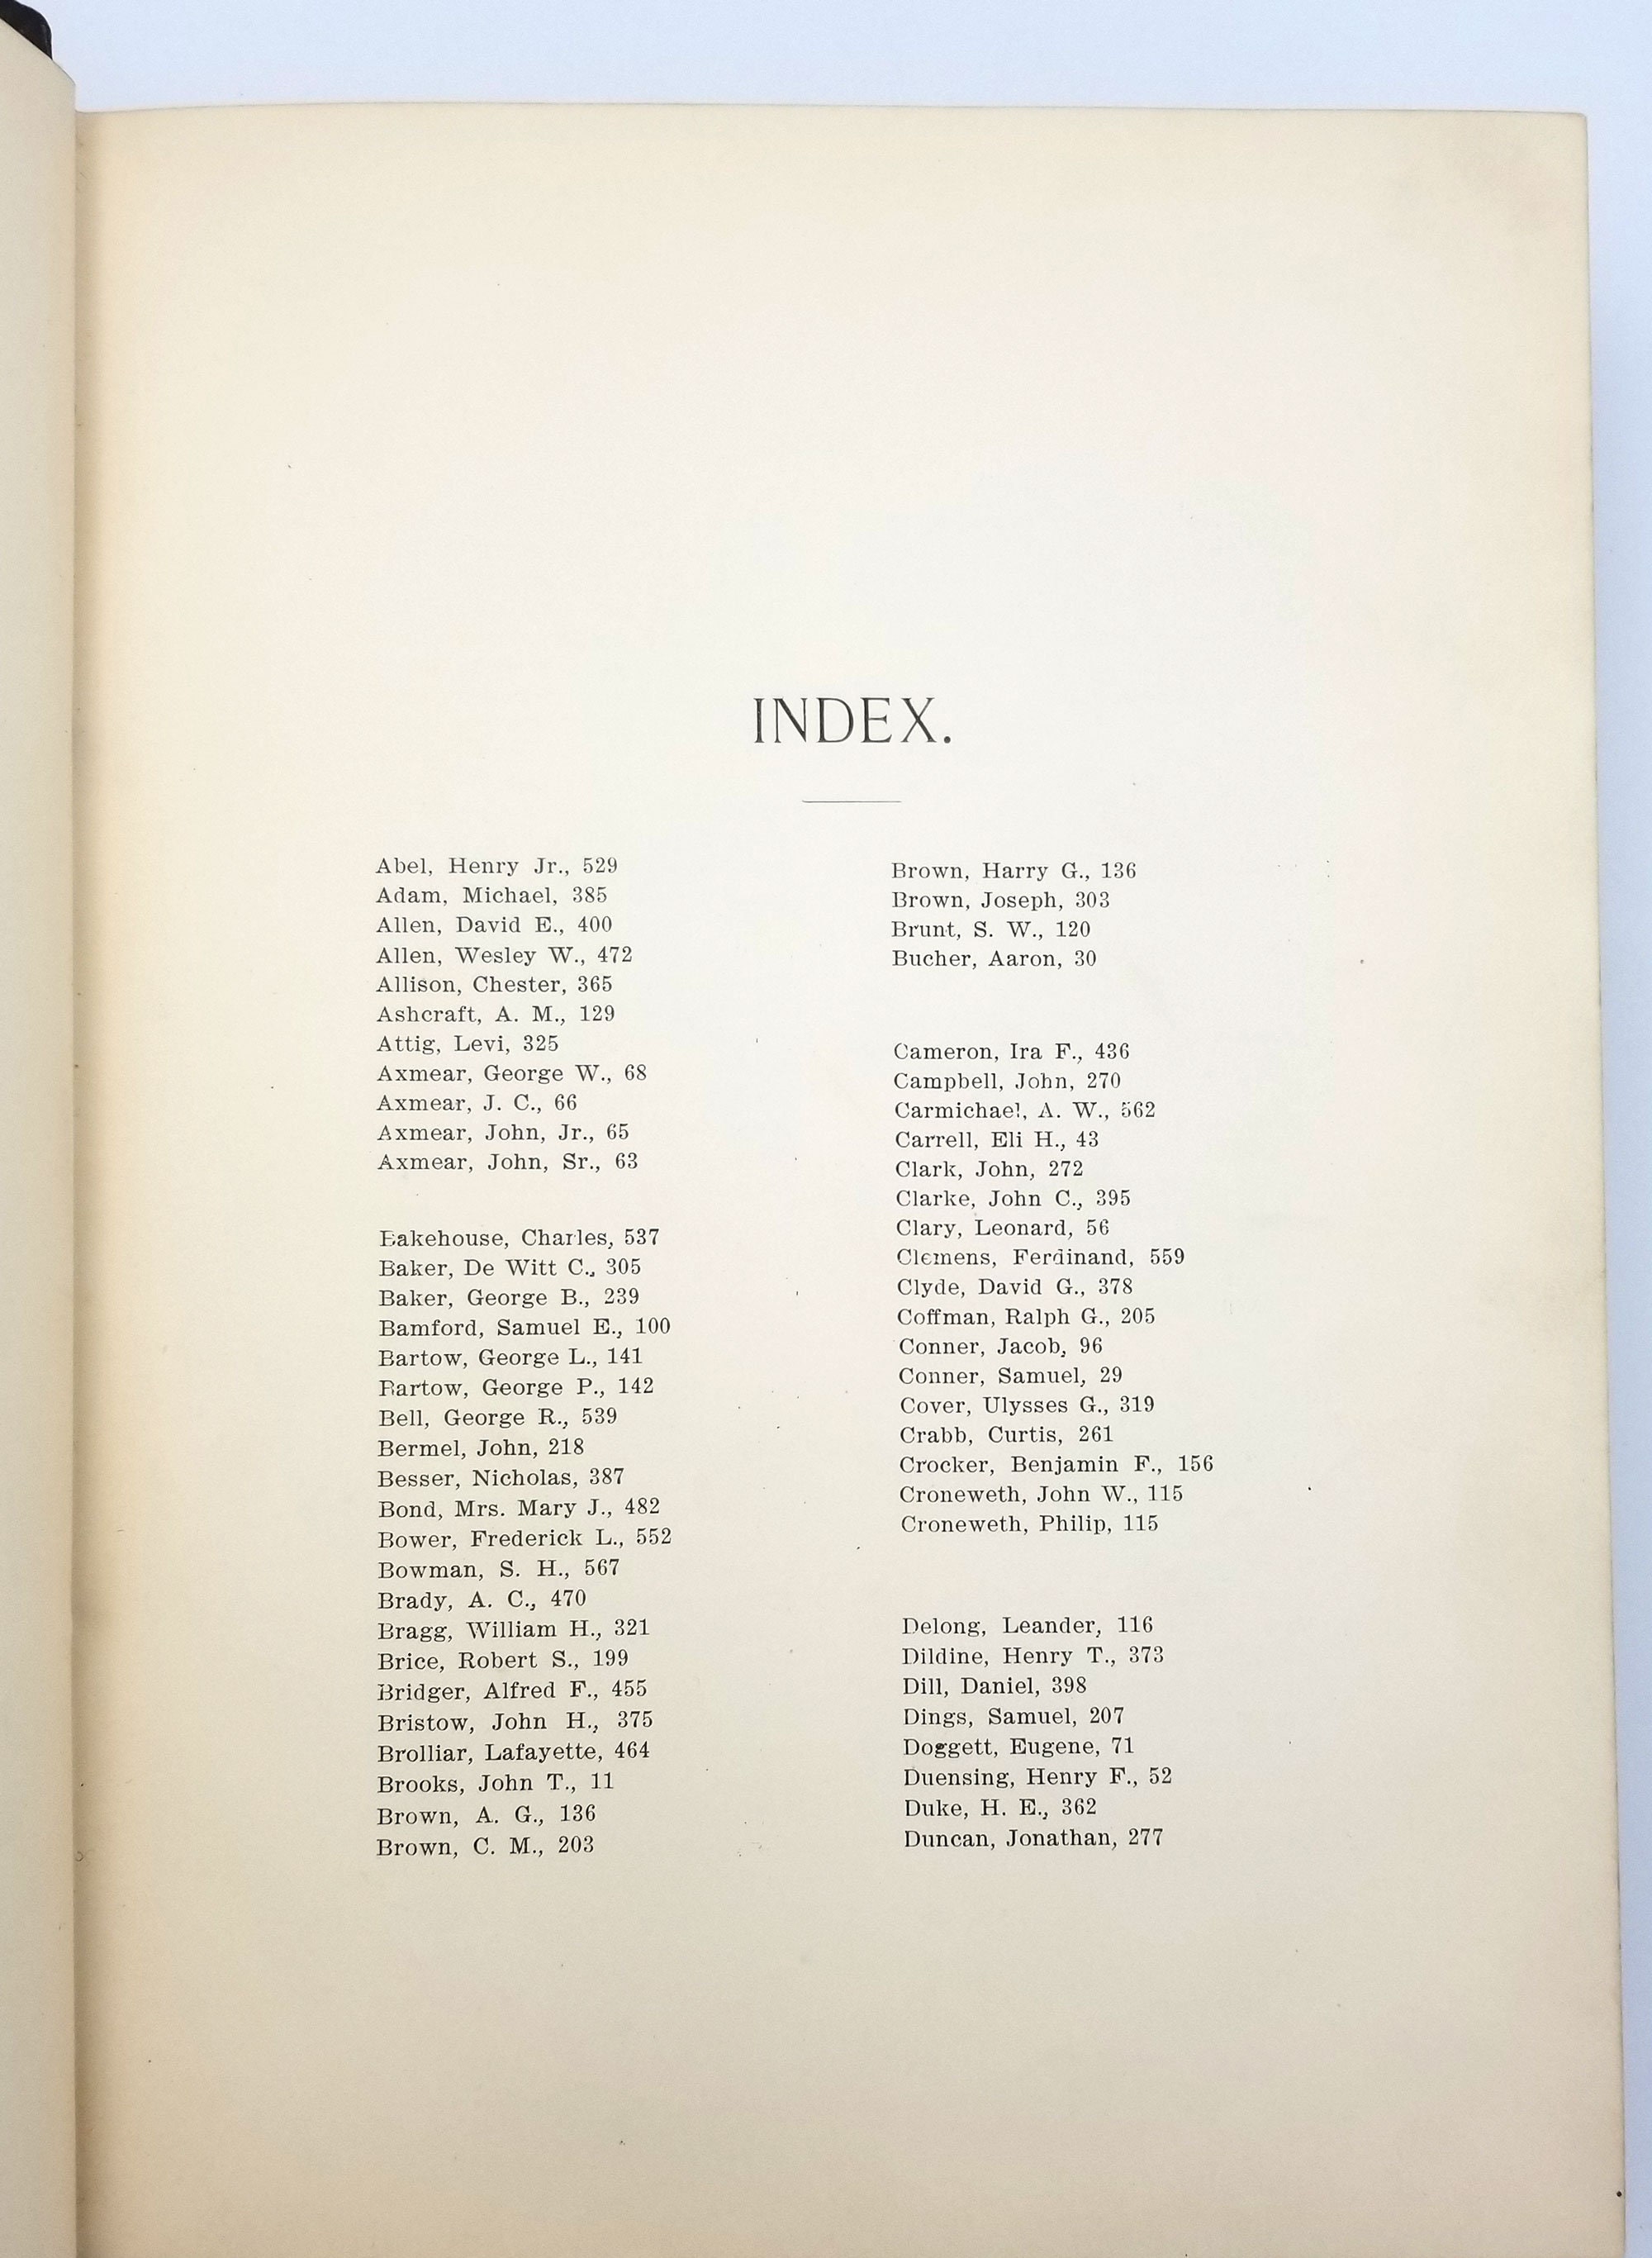 INDEX.
Abel, Henry Jr., 529
Adam, Michael, 385
Allen, David E., 400
Allen, Wesley W., 472
Allison, Chester, 365
Ashcraft, A. M., 129
Attig, Levi, 325
Axmear, George W., 68
Axmear, J. C., 66
Axmear, John, Jr., 65
Axmear, John, Sr., 63
Bakehouse, Charles, 537
Baker, De Witt C., 305
Baker, George B., 239
Bamford, Samuel E., 100
Bartow, George L., 141
Bartow, George P., 142
Bell, George R., 539
Bermel, John, 218
Besser, Nicholas, 387
Bond, Mrs. Mary J., 482
Bower, Frederick L., 552
Bowman, S. H., 567
Brady, A. C., 470
Bragg, William H., 321
Brice, Robert S., 199
Bridger, Alfred F., 455
Bristow, John H., 375
Brolliar, Lafayette, 464
Brooks, John T., 11
Brown, A. G., 136
Brown, C. M., 203
Brown, Harry G., 136
Brown, Joseph, 303
Brunt, S. W., 120
Bucher, Aaron, 30
Cameron, Ira F., 436
Campbell, John, 270
Carmichael, A. W., 562
Carrell, Eli H., 43
Clark, John, 272
Clarke, John C., 395
Clary, Leonard, 56
Clemens, Ferdinand, 559
Clyde, David G., 378
Coffman, Ralph G., 205
Conner, Jacob, 96
Conner, Samuel, 29
Cover, Ulysses G., 319
Crabb, Curtis, 261
Crocker, Benjamin F., 156
Croneweth, John W., 115
Croneweth, Philip, 115
Delong, Leander, 116
Dildine, Henry T., 373
Dill, Daniel, 398
Dings, Samuel, 207
Doggett, Eugene, 71
Duensing, Henry F., 52
Duke, H. E., 362
Duncan, Jonathan, 277